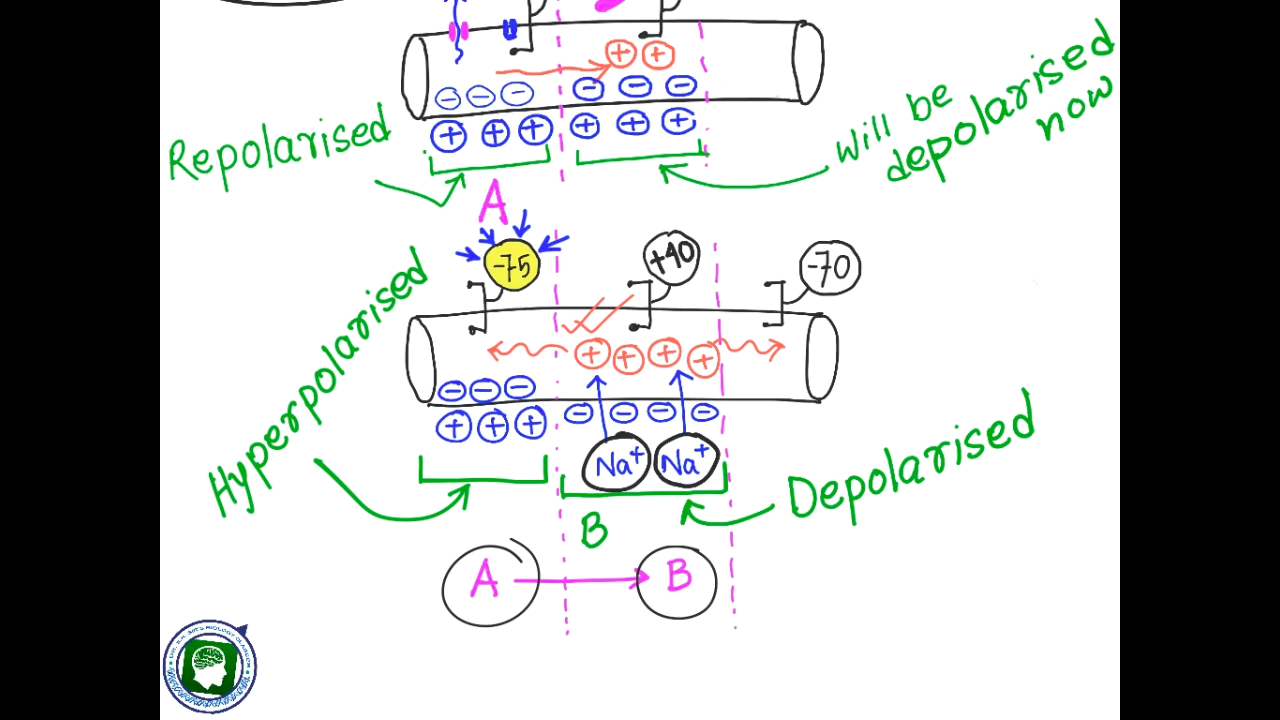 Repolarised
will be
depolarised
now
A
-75
+40
-70
Hyperpolarised
Na+ Na+
Depolarised
B
A
B